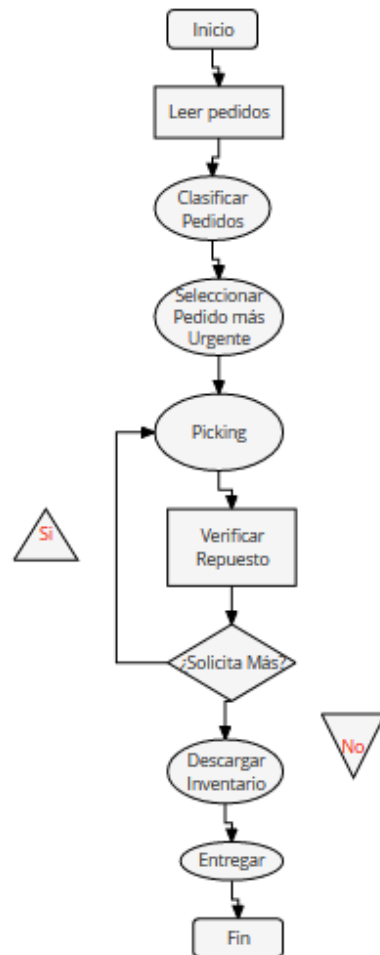 Inicio
Leer pedidos
Clasificar
Pedidos
Seleccionar
Pedido más
Urgente
Picking
Si
Verificar
Repuesto
¿Solicita Más?
No
Descargar
Inventario
Entregar
Fin